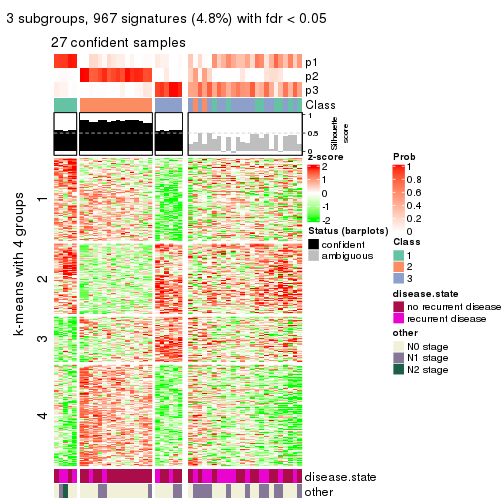 3 subgroups, 967 signatures (4.8%) with fdr < 0.05
27 confident samples
p1
p2
p3
Class
1
0.5
0
Silhouette
score
k-means with 4 groups
1
2
3
4
disease.state
other
z-score
2
1
0
-1
-2
Status (barplots)
confident
ambiguous
Prob
1
0.8
0.6
0.4
0.2
0
Class
1
2
3
disease.state
no recurrent disease
recurrent disease
other
N0 stage
N1 stage
N2 stage